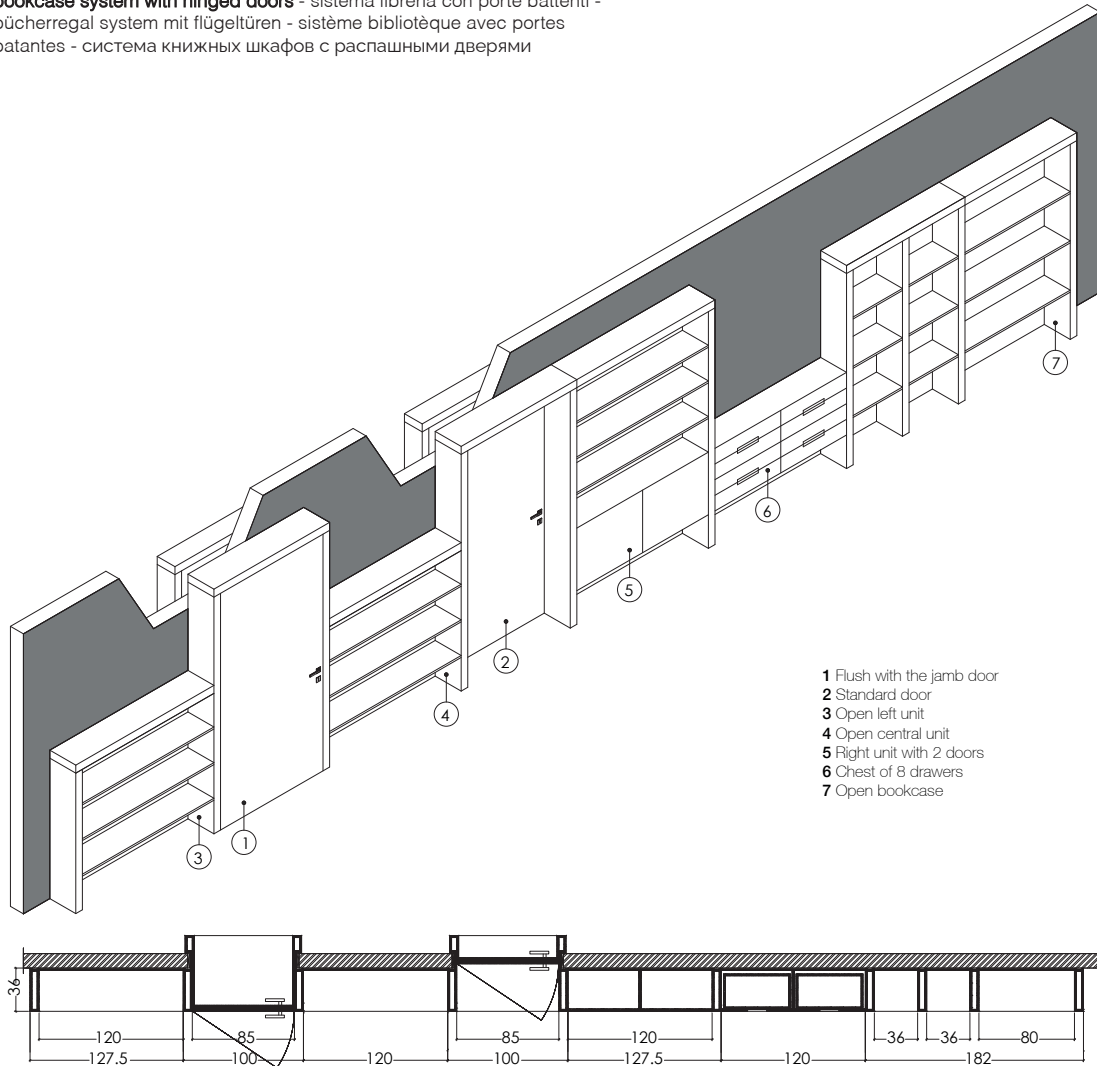 bookcase system with hinged doors - sistema libreria con porte battenti -
bücherregal system mit flügeltüren - sistème bibliotèque avec portes
batantes - система книжных шкафов с распашными дверями
7
6
5
2
4
1
3
1 Flush with the jamb door
2 Standard door
3 Open left unit
4 Open central unit
5 Right unit with 2 doors
6 Chest of 8 drawers
7 Open bookcase
36
120 85 85 120 36 36 80
127.5 100 120 100 127.5 120 182